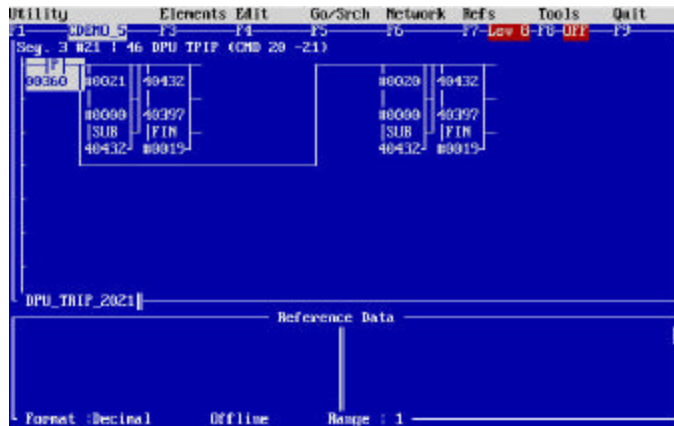 Utility Elements Edit Go/Srch Network Refs Tools Quit
F1 CDEMO_5 F3 F4 F5 F6 F7-Lev 8-F8-OFF F9
Seg. 3 #21 | 46 DPU TPIP (CMD 20 -21)
P
00360 #0021 40432 #0020 40432
#0000 40397 #0000 40397
SUB FIN SUB FIN
40432 #0019 40432 #0019
DPU_TRIP_2021
Reference Data
Format :Decimal Offline Range : 1